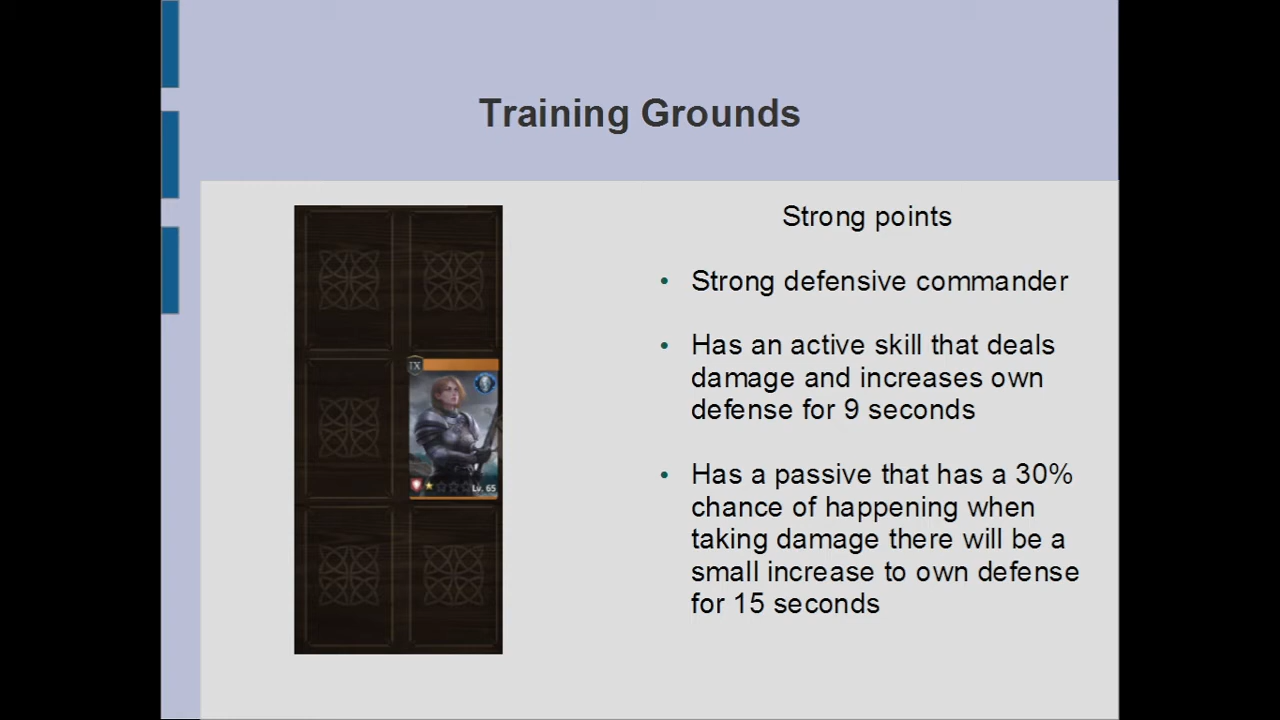 Training Grounds
Strong points
• Strong defensive commander
• Has an active skill that deals
damage and increases own
defense for 9 seconds
• Has a passive that has a 30%
chance of happening when
taking damage there will be a
small increase to own defense
for 15 seconds
IX
Lv. 65